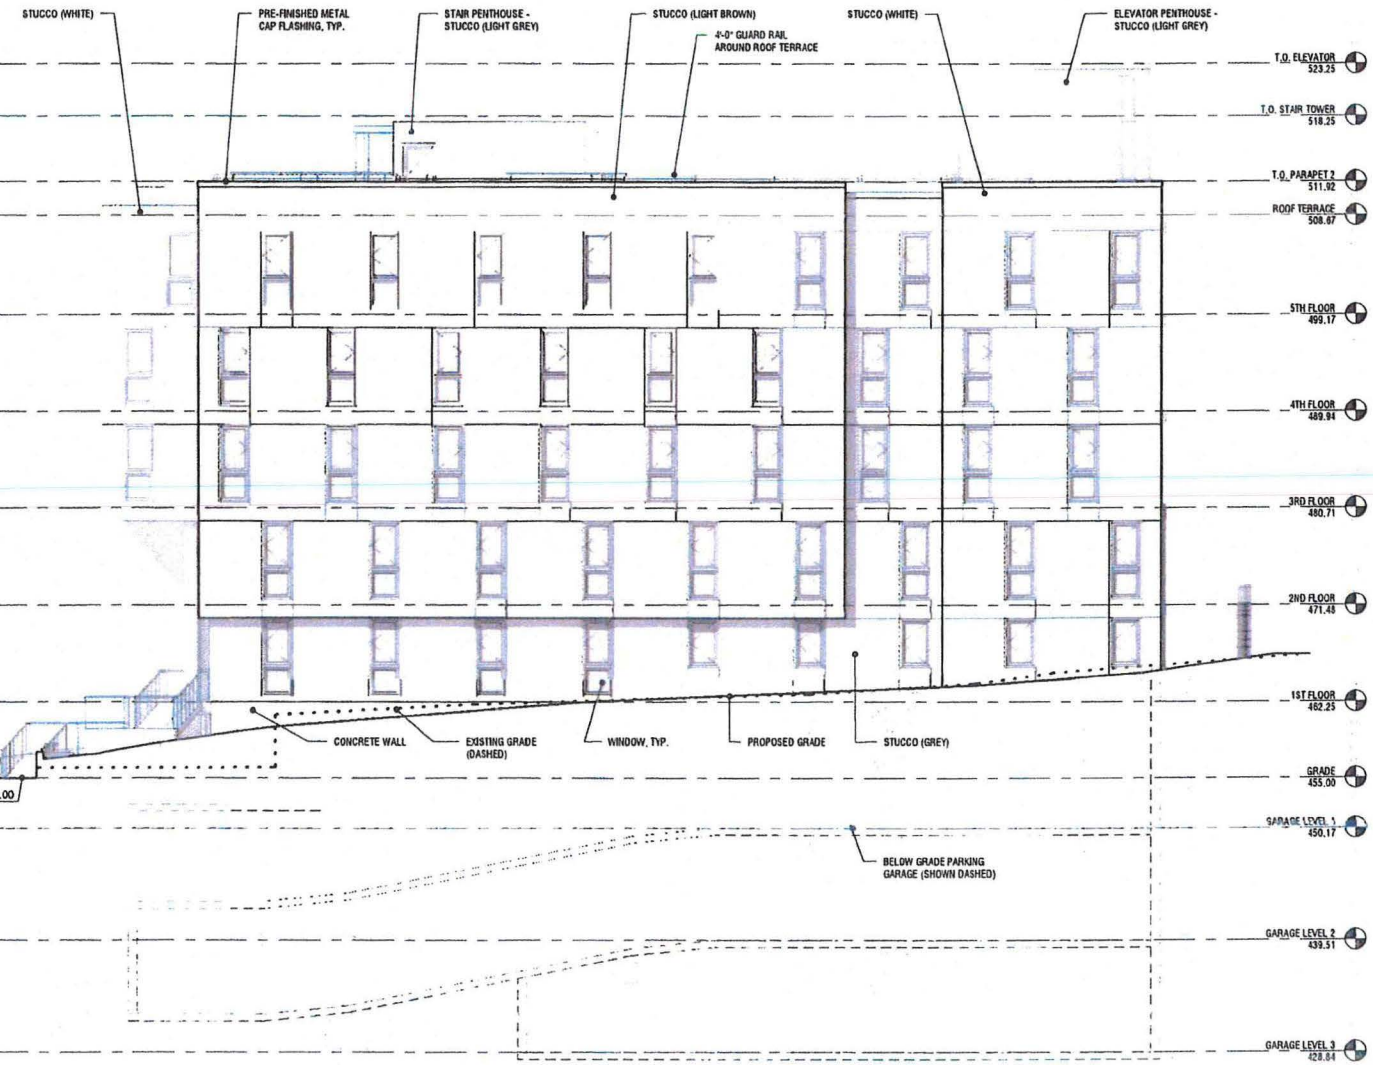 STUCCO (WHITE)
PRE-FINISHED METAL
CAP FLASHING, TYP.
STAIR PENTHOUSE -
STUCCO (LIGHT GREY)
STUCCO (LIGHT BROWN)
4'-0" GUARD RAIL
AROUND ROOF TERRACE
STUCCO (WHITE)
ELEVATOR PENTHOUSE -
STUCCO (LIGHT GREY)
T.O. ELEVATOR
523.25
T.O. STAIR TOWER
518.25
T.O. PARAPET 2
511.92
ROOF TERRACE
508.67
5TH FLOOR
499.17
4TH FLOOR
489.94
3RD FLOOR
480.71
2ND FLOOR
471.48
1ST FLOOR
462.25
CONCRETE WALL
EXISTING GRADE
(DASHED)
WINDOW, TYP.
PROPOSED GRADE
STUCCO (GREY)
GRADE
455.00
.00
GARAGE LEVEL 1
450.17
BELOW GRADE PARKING
GARAGE (SHOWN DASHED)
GARAGE LEVEL 2
439.51
GARAGE LEVEL 3
428.84